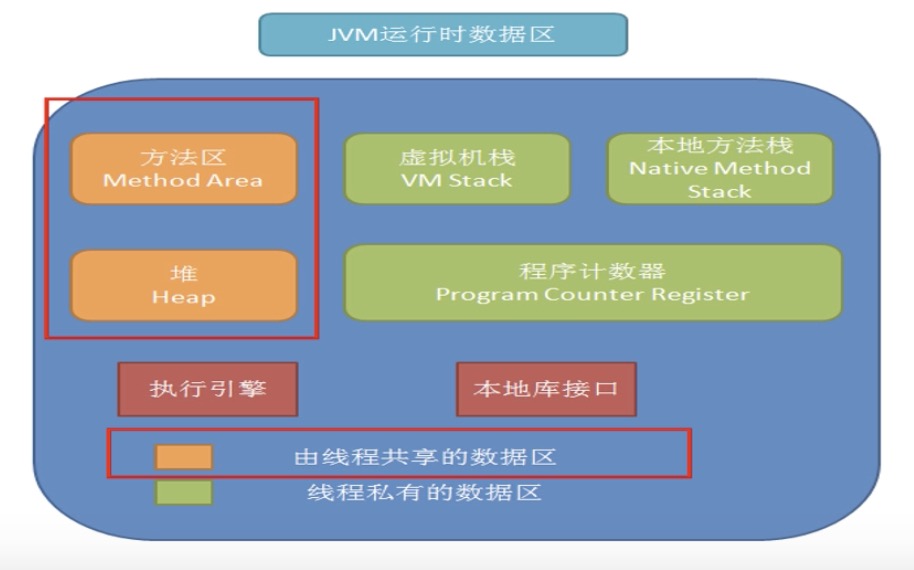 JVM运行时数据区
方法区
Method Area
虚拟机栈
VM Stack
本地方法栈
Native Method
Stack
堆
Heap
程序计数器
Program Counter Register
执行引擎
本地库接口
由线程共享的数据区
线程私有的数据区